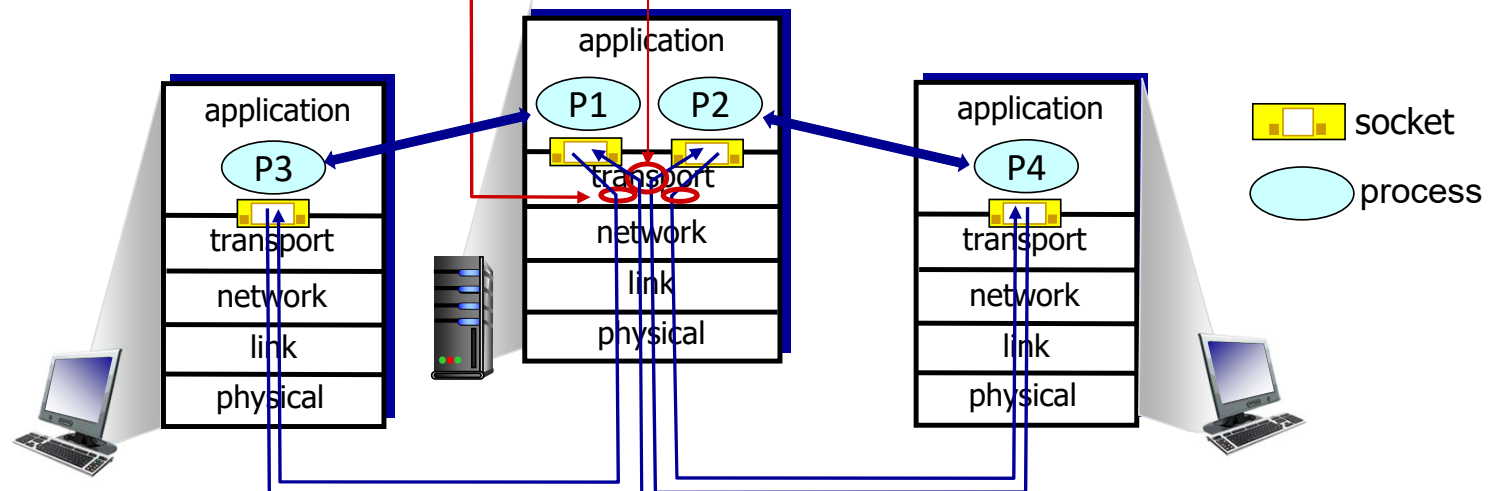 application
P3
transport
network
link
physical
application
P1
P2
transport
network
link
physical
application
P4
transport
network
link
physical
socket
process